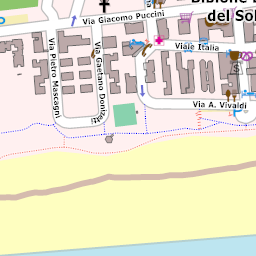 Bibione
del Sol
Via Giacomo Puccini
Viale Italia
Via Pietro Mascagni
Via Gaetano Donizetti
Via A. Vivaldi